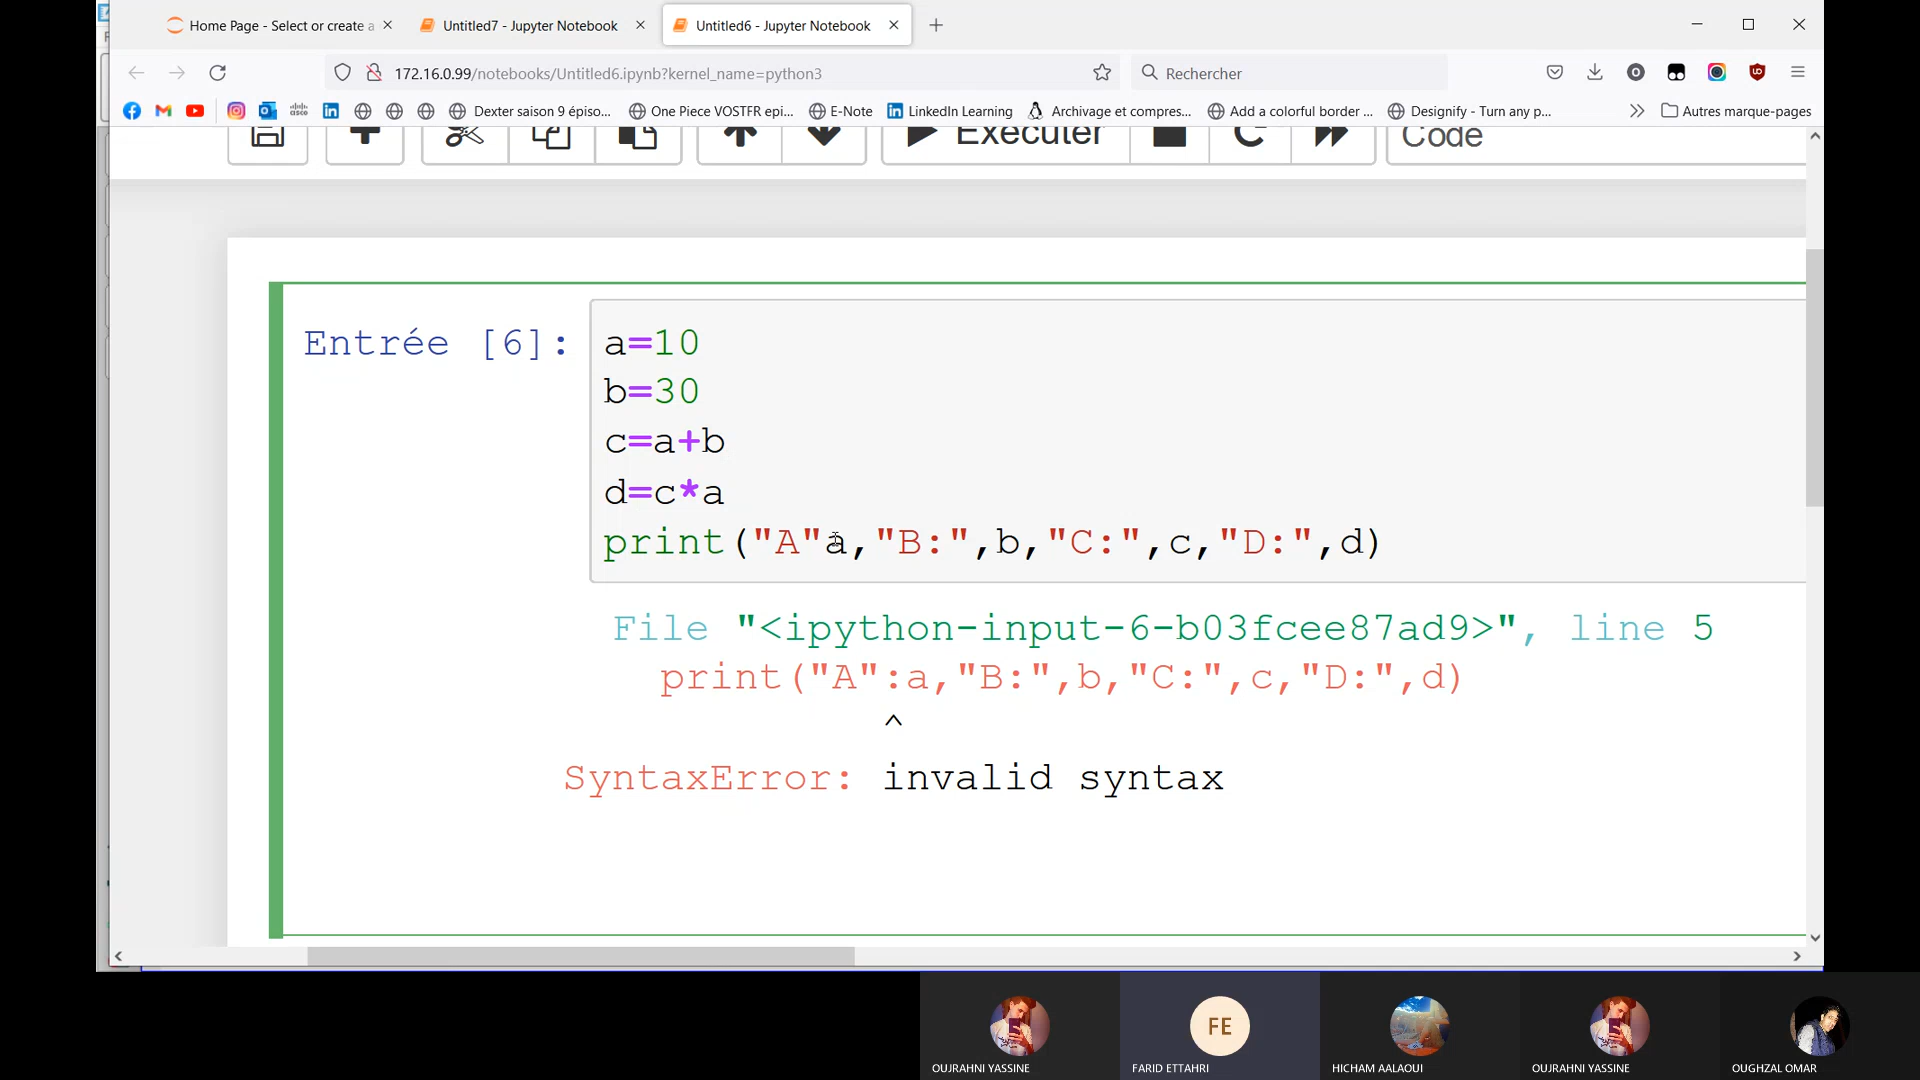 Home Page - Select or create a
Untitled7 - Jupyter Notebook
Untitled6 - Jupyter Notebook
172.16.0.99/notebooks/Untitled6.ipynb?kernel_name=python3
Rechercher
Dexter saison 9 épiso...
One Piece VOSTFR epi...
E-Note
LinkedIn Learning
Archivage et compres...
Add a colorful border ...
Designify - Turn any p...
Autres marque-pages
Exécuter
Code
Entrée [6]:
a=10
b=30
c=a+b
d=c*a
print("A"a,"B:",b,"C:",c,"D:",d)
File "<ipython-input-6-b03fcee87ad9>", line 5
print("A":a,"B:",b,"C:",c,"D:",d)
^
SyntaxError: invalid syntax
FE
OUJRAHNI YASSINE
FARID ETTAHRI
HICHAM AALAOUI
OUJRAHNI YASSINE
OUGHZAL OMAR